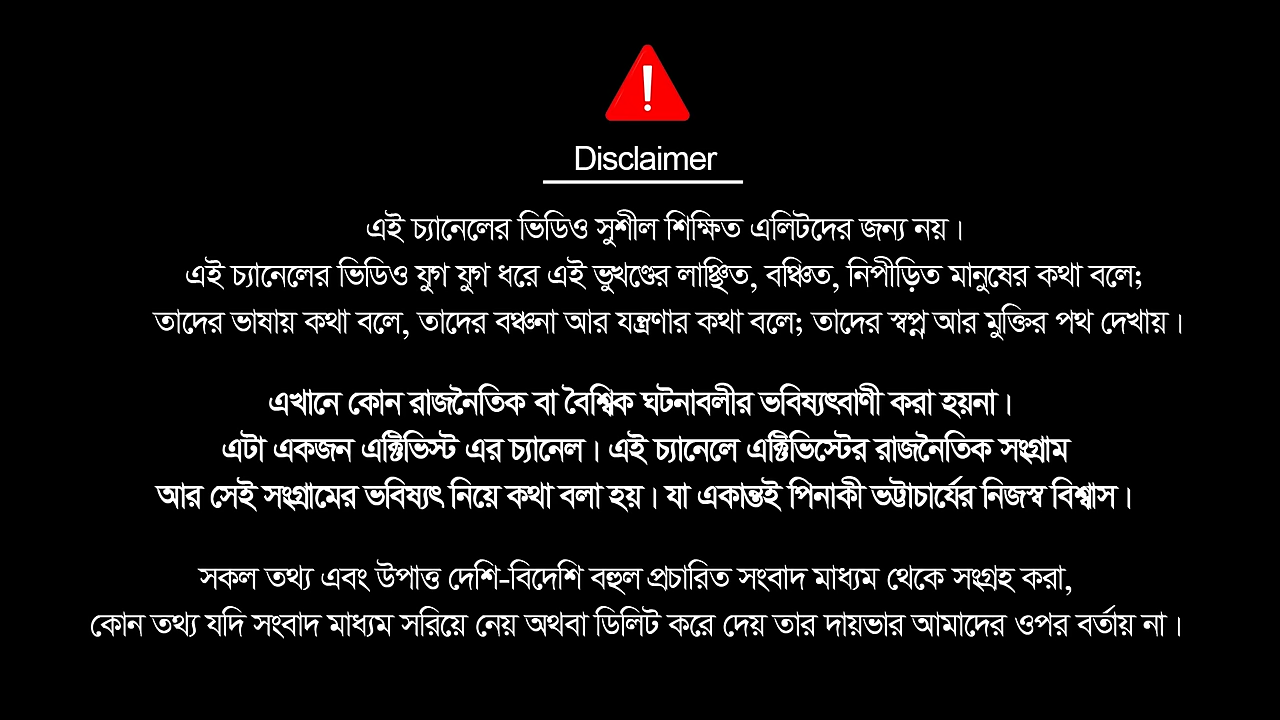 Disclaimer
এই চ্যানেলের ভিডিও সুশীল শিক্ষিত এলিটদের জন্য নয়।
এই চ্যানেলের ভিডিও যুগ যুগ ধরে এই ভুখণ্ডের লাঞ্ছিত, বঞ্চিত, নিপীড়িত মানুষের কথা বলে;
তাদের ভাষায় কথা বলে, তাদের বঞ্চনা আর যন্ত্রণার কথা বলে; তাদের স্বপ্ন আর মুক্তির পথ দেখায়।
এখানে কোন রাজনৈতিক বা বৈশ্বিক ঘটনাবলীর ভবিষ্যৎবাণী করা হয়না।
এটা একজন এক্টিভিস্ট এর চ্যানেল। এই চ্যানেলে এক্টিভিস্টের রাজনৈতিক সংগ্রাম
আর সেই সংগ্রামের ভবিষ্যৎ নিয়ে কথা বলা হয়। যা একান্তই পিনাকী ভট্টাচার্যের নিজস্ব বিশ্বাস।
সকল তথ্য এবং উপাত্ত দেশি-বিদেশি বহুল প্রচারিত সংবাদ মাধ্যম থেকে সংগ্রহ করা,
কোন তথ্য যদি সংবাদ মাধ্যম সরিয়ে নেয় অথবা ডিলিট করে দেয় তার দায়ভার আমাদের ওপর বর্তায় না।